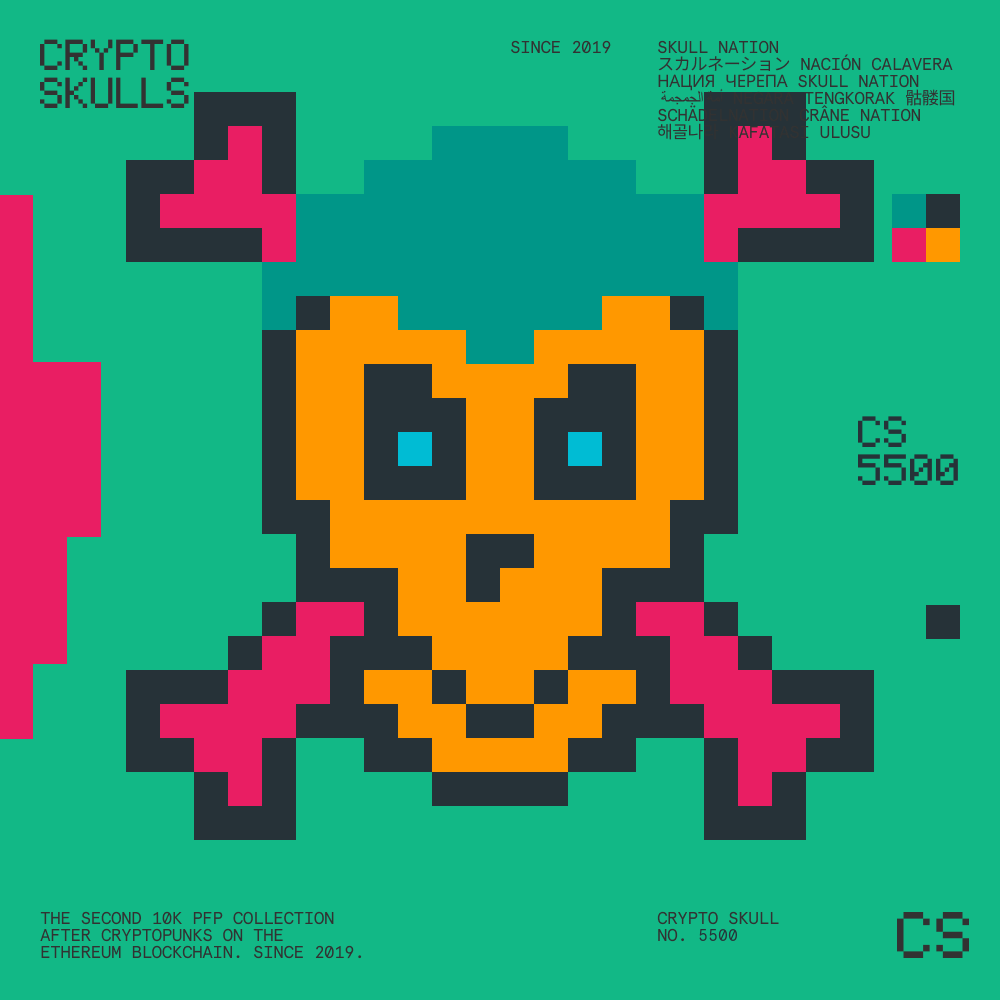 CRYPTO
SKULLS
SINCE 2019
SKULL NATION
スカルネーション NACIÓN CALAVERA
НАЦИЯ ЧЕРЕПА SKULL NATION
الجمجمة TENGKORAK 骷髅国
CRÂNE NATION
해골 ULUSU
CS
5500
THE SECOND 10K PFP COLLECTION
AFTER CRYPTOPUNKS ON THE
ETHEREUM BLOCKCHAIN. SINCE 2019.
CRYPTO SKULL
NO. 5500
CS